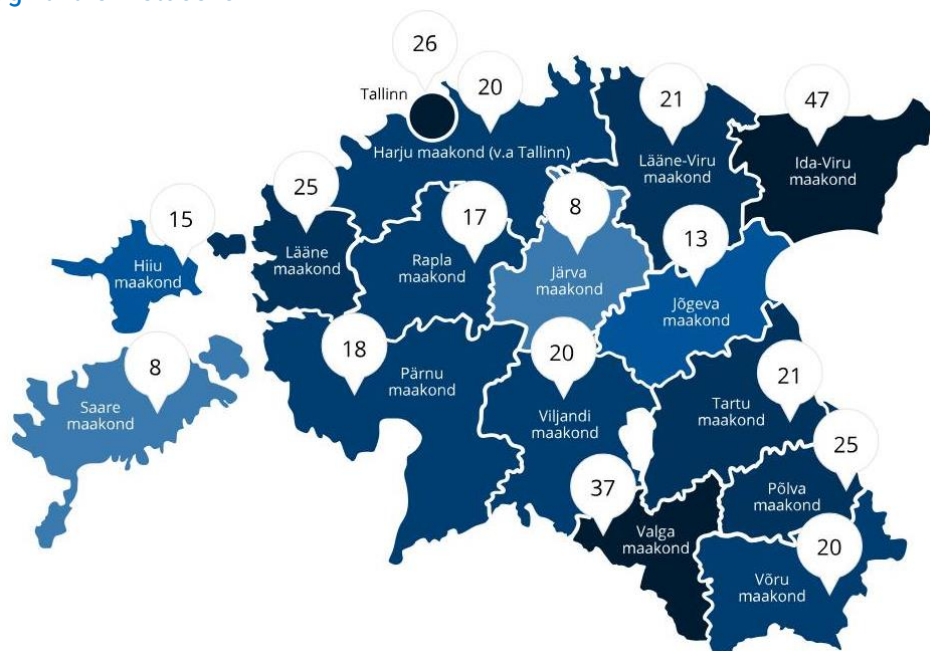 26
Tallinn
20
Harju maakond (v.a Tallinn)
21
Lääne-Viru
maakond
47
Ida-Viru
maakond
25
Lääne
maakond
17
Rapla
maakond
8
Järva
maakond
13
Jõgeva
maakond
15
Hiiu
maakond
8
Saare
maakond
18
Pärnu
maakond
20
Viljandi
maakond
21
Tartu
maakond
37
Valga
maakond
25
Põlva
maakond
20
Võru
maakond